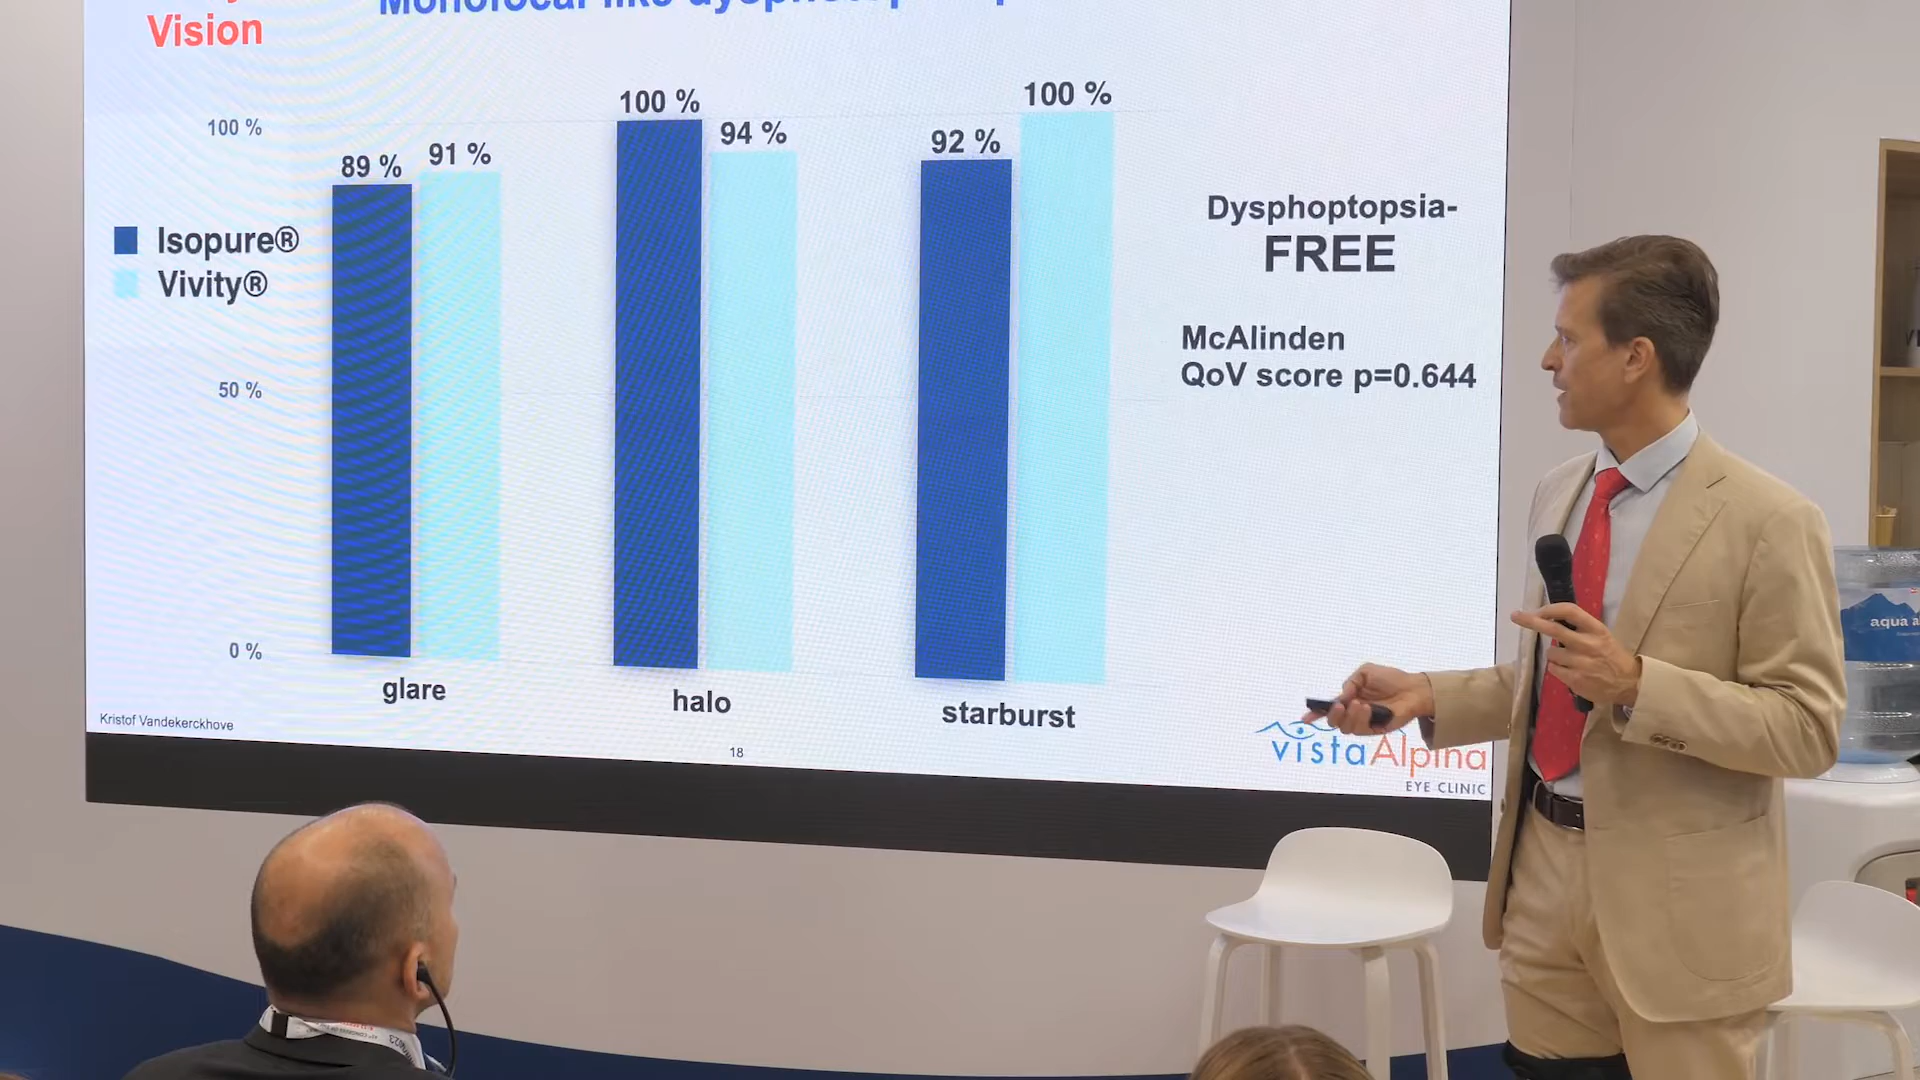 Vision
100 %
50 %
0 %
Isopure®
Vivity®
89 %
91 %
100 %
94 %
92 %
100 %
glare
halo
starburst
Dysphoptopsia-
FREE
McAlinden
QoV score p=0.644
Kristof Vandekerckhove
18
vistaAlpina
EYE CLINIC
aqua